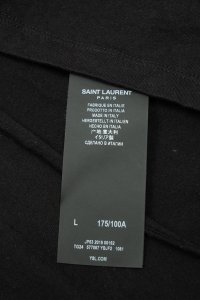 SAINT LAURENT
PARIS
FABRIQUE EN ITALIE
PRODOTTO IN ITALIA
MADE IN ITALY
HERGESTELLT IN ITALIEN
HECHO EN ITALIA
产地 意大利
イタリア製
СДЕЛАНО В ИТАЛИИ
L 175/100A
YSL.COM